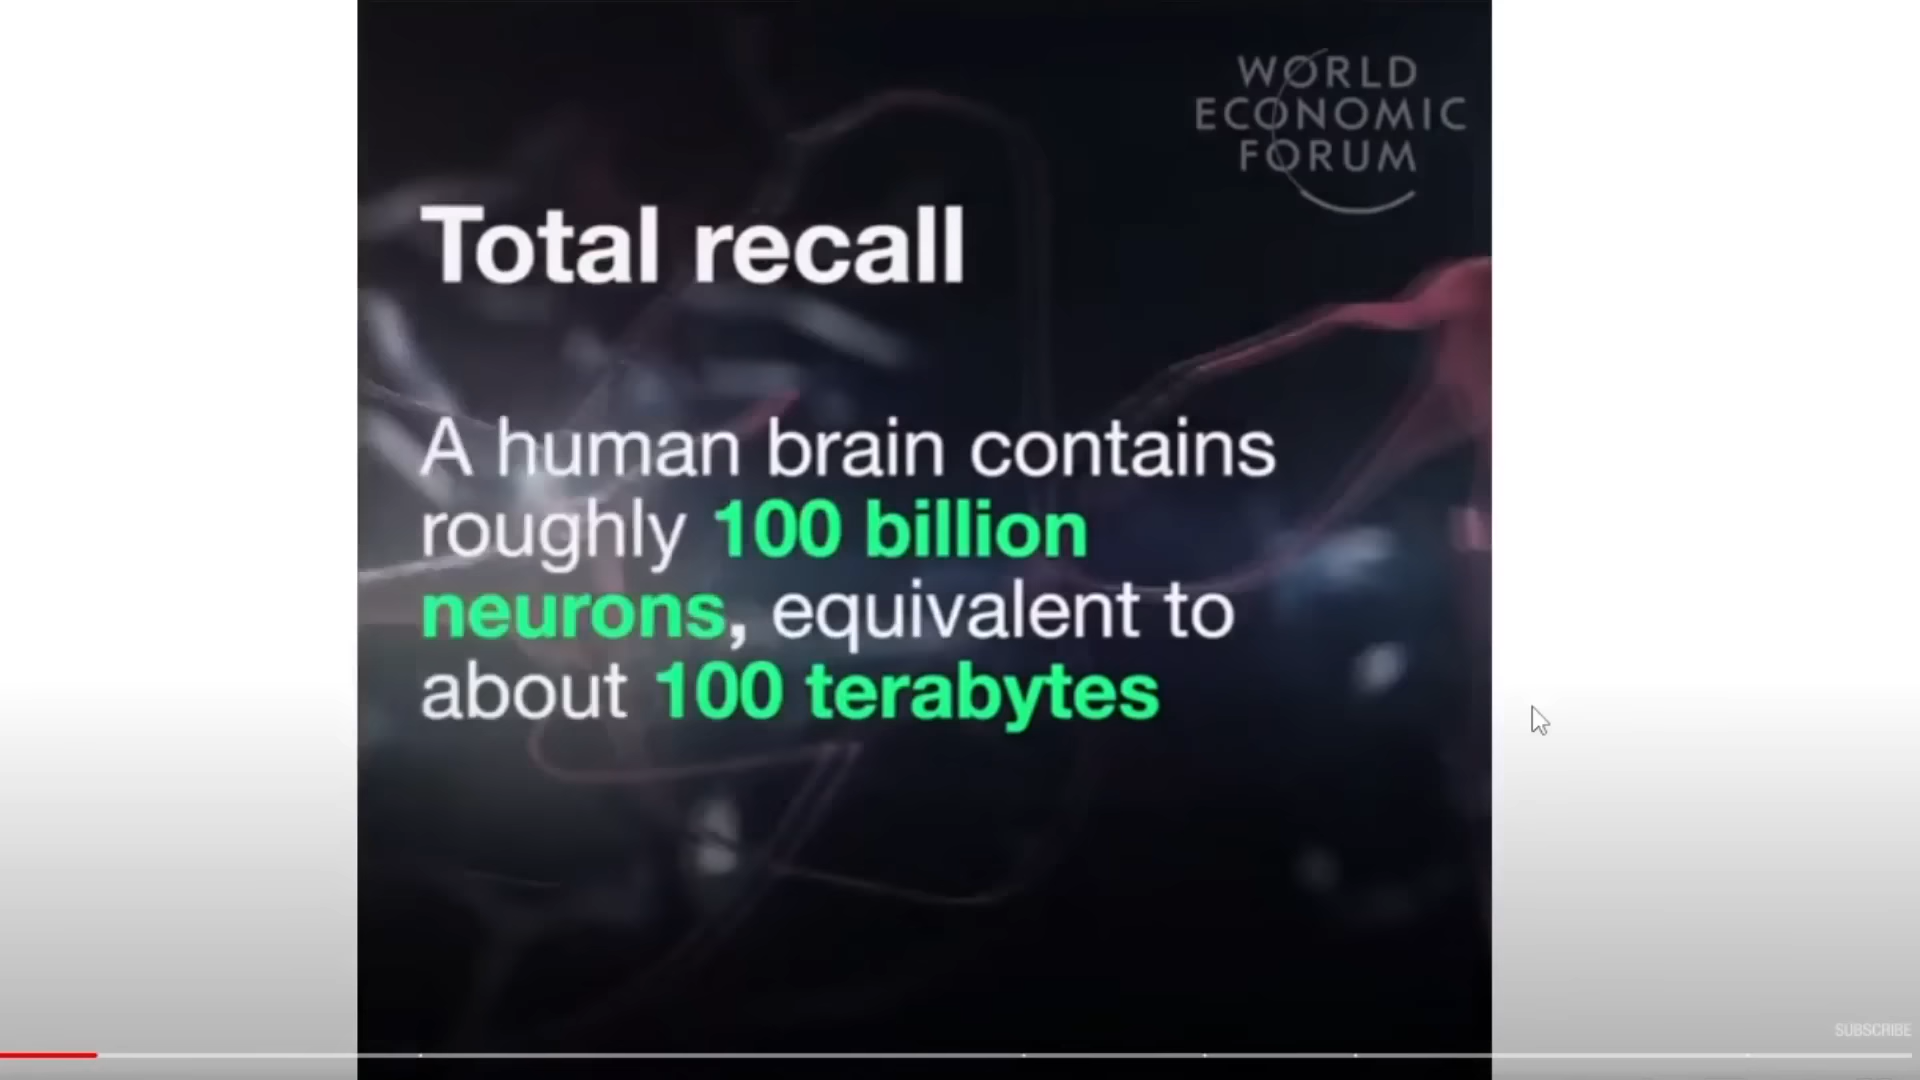 WORLD
ECONOMIC
FORUM
Total recall
A human brain contains
roughly 100 billion
neurons, equivalent to
about 100 terabytes
SUBSCRIBE